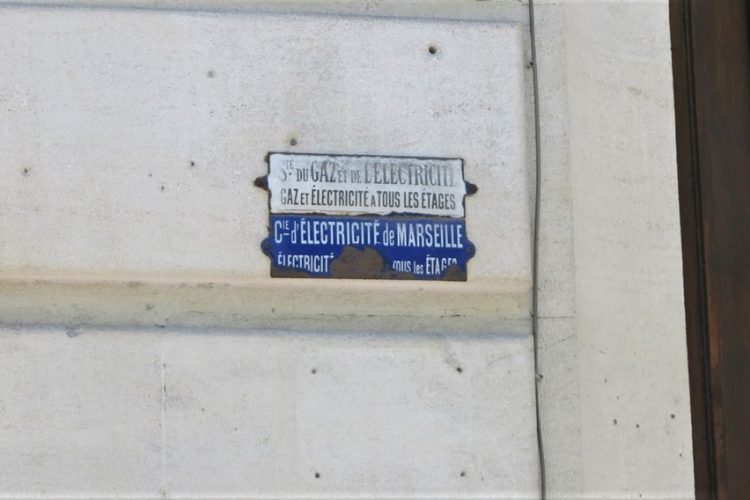 STÉ DU GAZ ET DE L'ÉLECTRICITÉ
GAZ ET ÉLECTRICITÉ A TOUS LES ÉTAGES
CIE d'ÉLECTRICITÉ de MARSEILLE
ÉLECTRICITÉ TOUS les ÉTAGES